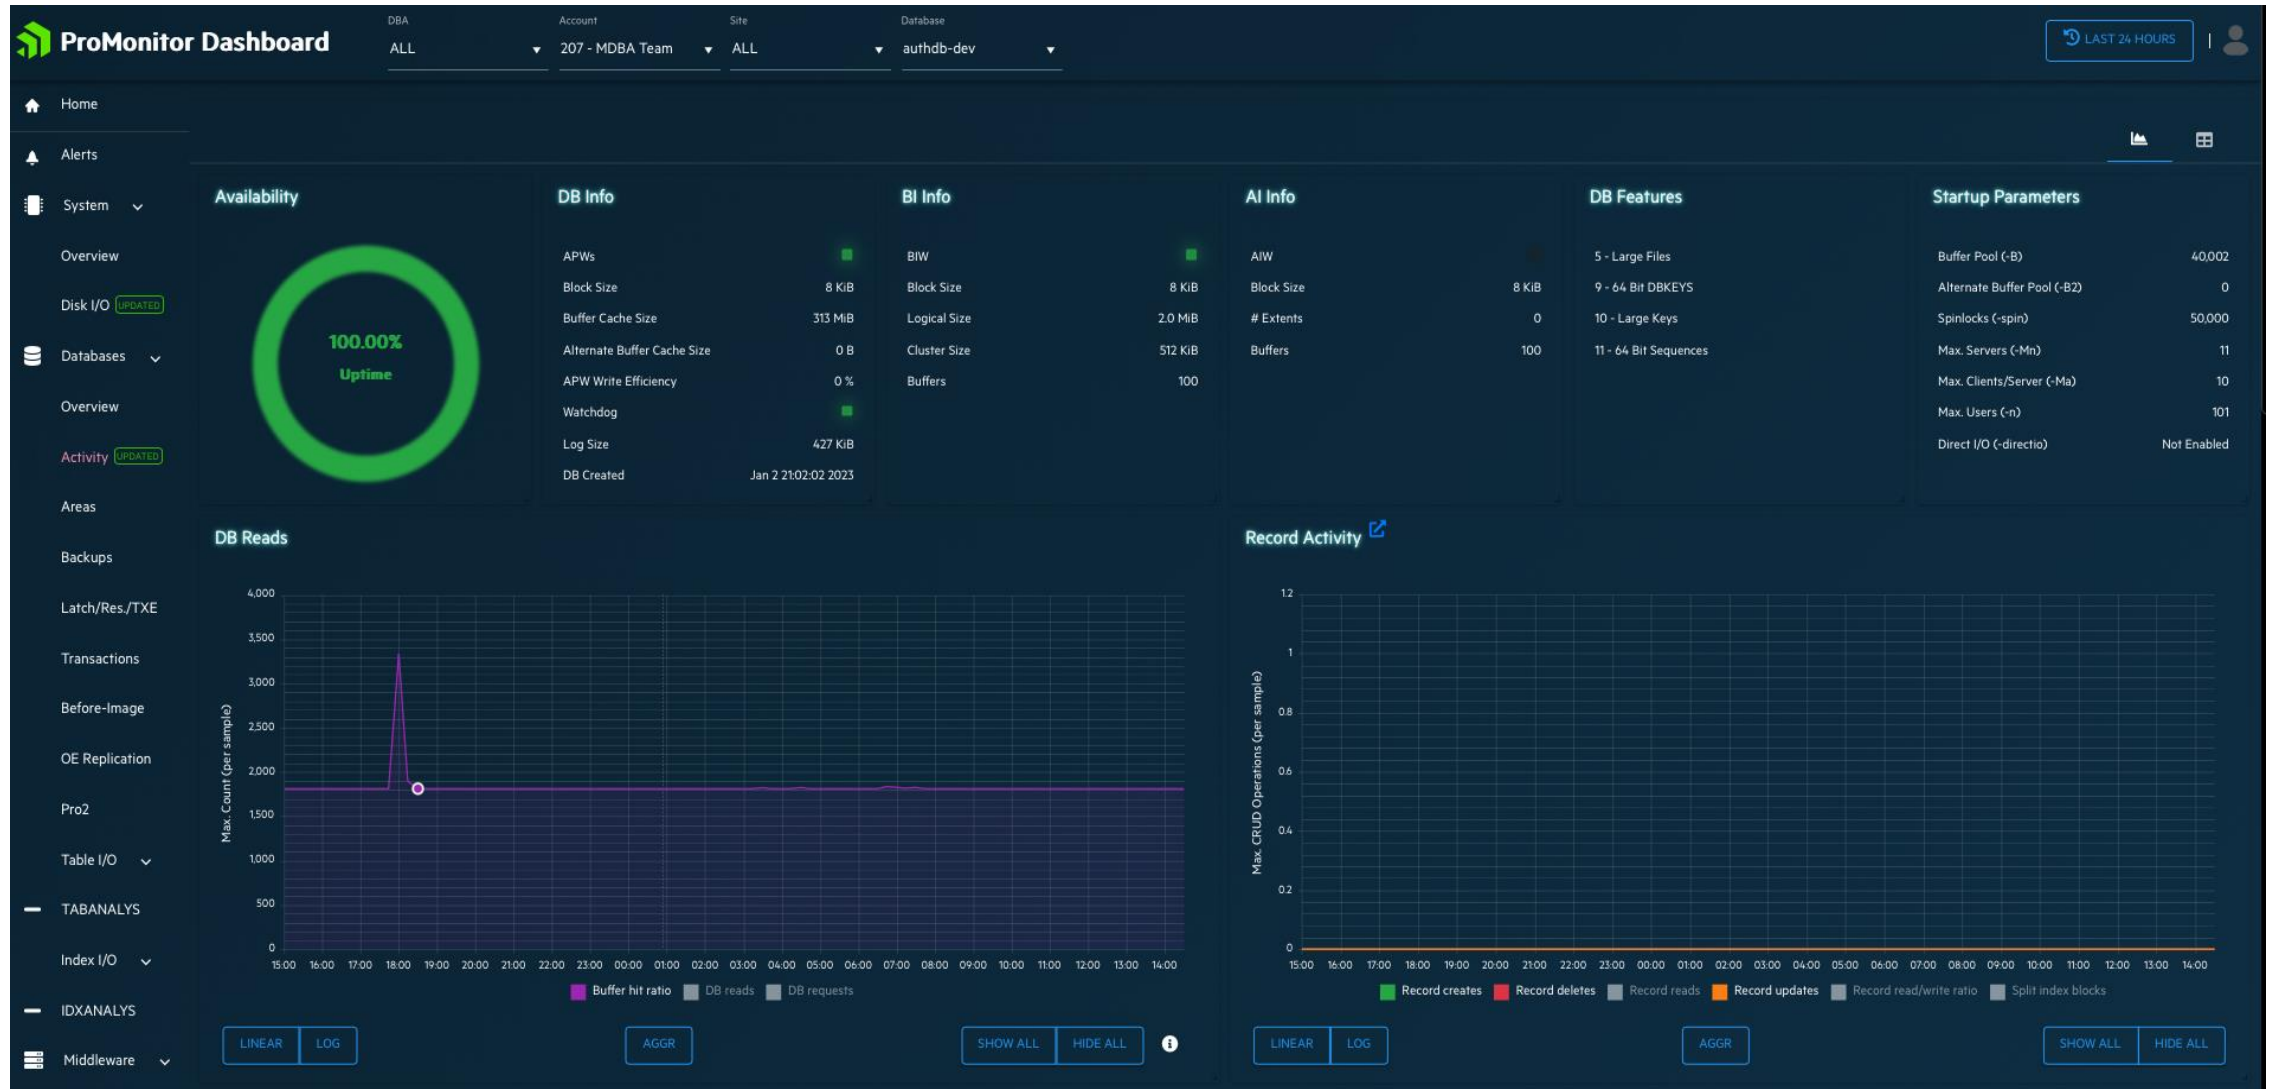 ProMonitor Dashboard
DBA
ALL
Account
207 - MDBA Team
Site
ALL
Database
authdb-dev
LAST 24 HOURS
Home
Alerts
System
Overview
Disk I/O UPDATED
Databases
Overview
Activity UPDATED
Areas
Backups
Latch/Res./TXE
Transactions
Before-Image
OE Replication
Pro2
Table I/O
TABANALYS
Index I/O
IDXANALYS
Middleware
Availability
100.00%
Uptime
DB Info
APWs
Block Size 8 KiB
Buffer Cache Size 313 MiB
Alternate Buffer Cache Size 0 B
APW Write Efficiency 0 %
Watchdog
Log Size 427 KiB
DB Created Jan 2 21:02:02 2023
BI Info
BIW
Block Size 8 KiB
Logical Size 2.0 MiB
Cluster Size 512 KiB
Buffers 100
AI Info
AIW
Block Size 8 KiB
# Extents 0
Buffers 100
DB Features
5 - Large Files
9 - 64 Bit DBKEYS
10 - Large Keys
11 - 64 Bit Sequences
Startup Parameters
Buffer Pool (-B) 40,002
Alternate Buffer Pool (-B2) 0
Spinlocks (-spin) 50,000
Max. Servers (-Mn) 11
Max. Clients/Server (-Ma) 10
Max. Users (-n) 101
Direct I/O (-directio) Not Enabled
DB Reads
Max. Count (per sample)
4,000
3,500
3,000
2,500
2,000
1,500
1,000
500
0
15:00 16:00 17:00 18:00 19:00 20:00 21:00 22:00 23:00 00:00 01:00 02:00 03:00 04:00 05:00 06:00 07:00 08:00 09:00 10:00 11:00 12:00 13:00 14:00
Buffer hit ratio DB reads DB requests
LINEAR LOG AGGR SHOW ALL HIDE ALL
Record Activity
Max. CRUD Operations (per sample)
1.2
1
0.8
0.6
0.4
0.2
0
15:00 16:00 17:00 18:00 19:00 20:00 21:00 22:00 23:00 00:00 01:00 02:00 03:00 04:00 05:00 06:00 07:00 08:00 09:00 10:00 11:00 12:00 13:00 14:00
Record creates Record deletes Record reads Record updates Record read/write ratio Split index blocks
LINEAR LOG AGGR SHOW ALL HIDE ALL